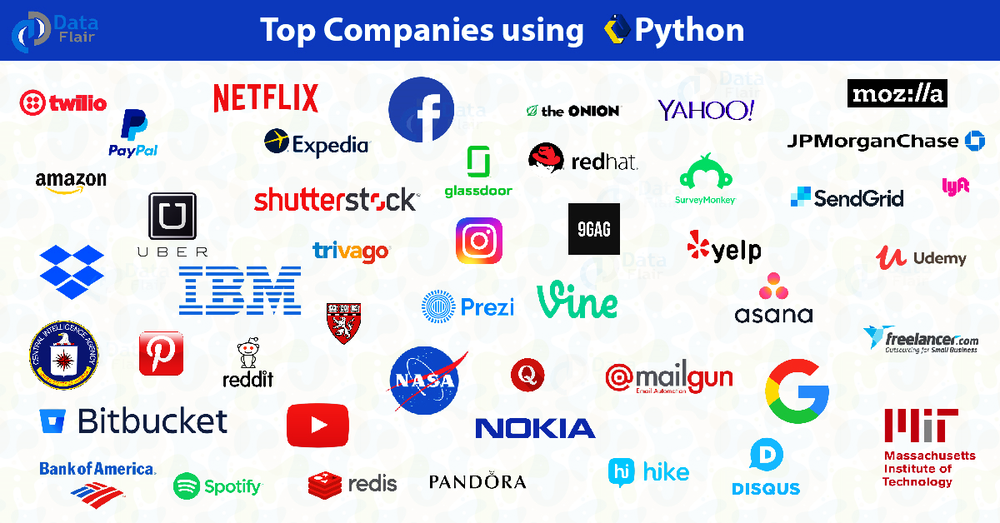 Data
Flair
Top Companies using Python
twilio
NETFLIX
f
the ONION
YAHOO!
moz://a
PayPal
Expedia
redhat.
JPMorganChase
amazon
shutterstock
glassdoor
SurveyMonkey
SendGrid
lyft
U
UBER
trivago
9GAG
yelp
Udemy
IBM
Prezi
Vine
asana
CENTRAL INTELLIGENCE AGENCY
P
reddit
NASA
Q
@mailgun
Email Automation
G
freelancer.com
Outsourcing for Small Business
Bitbucket
NOKIA
MIT
Massachusetts
Institute of
Technology
Bank of America.
Spotify
redis
PANDÖRA
hi hike
D
DISQUS